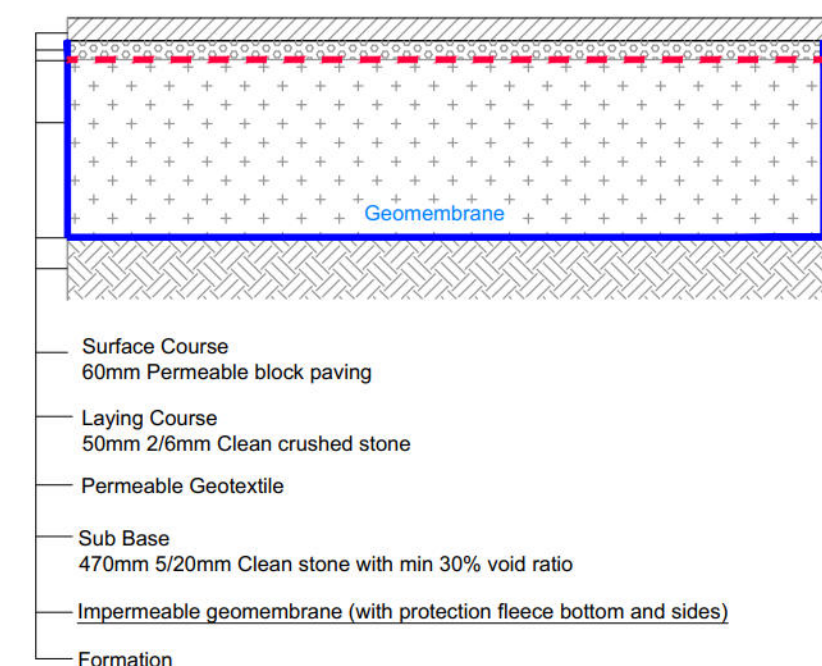 Geomembrane
Surface Course
60mm Permeable block paving
Laying Course
50mm 2/6mm Clean crushed stone
Permeable Geotextile
Sub Base
470mm 5/20mm Clean stone with min 30% void ratio
Impermeable geomembrane (with protection fleece bottom and sides)
Formation